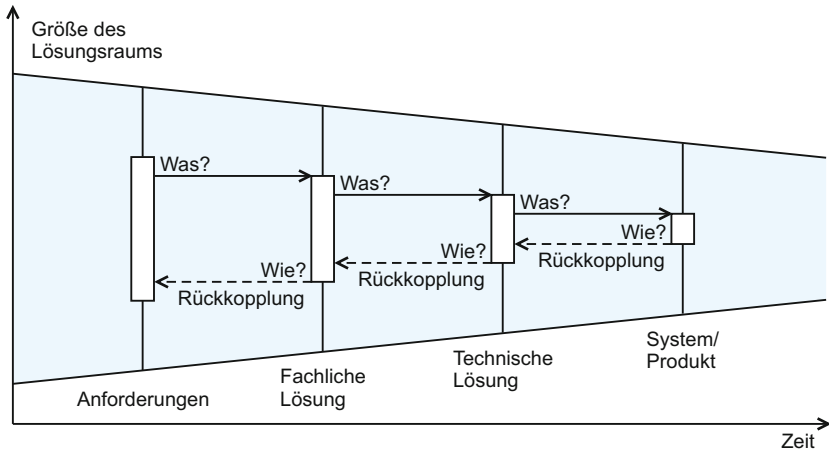 Größe des
Lösungsraums
Was?
Was?
Was?
Wie?
Rückkopplung
Wie?
Rückkopplung
Wie?
Rückkopplung
Anforderungen
Fachliche
Lösung
Technische
Lösung
System/
Produkt
Zeit